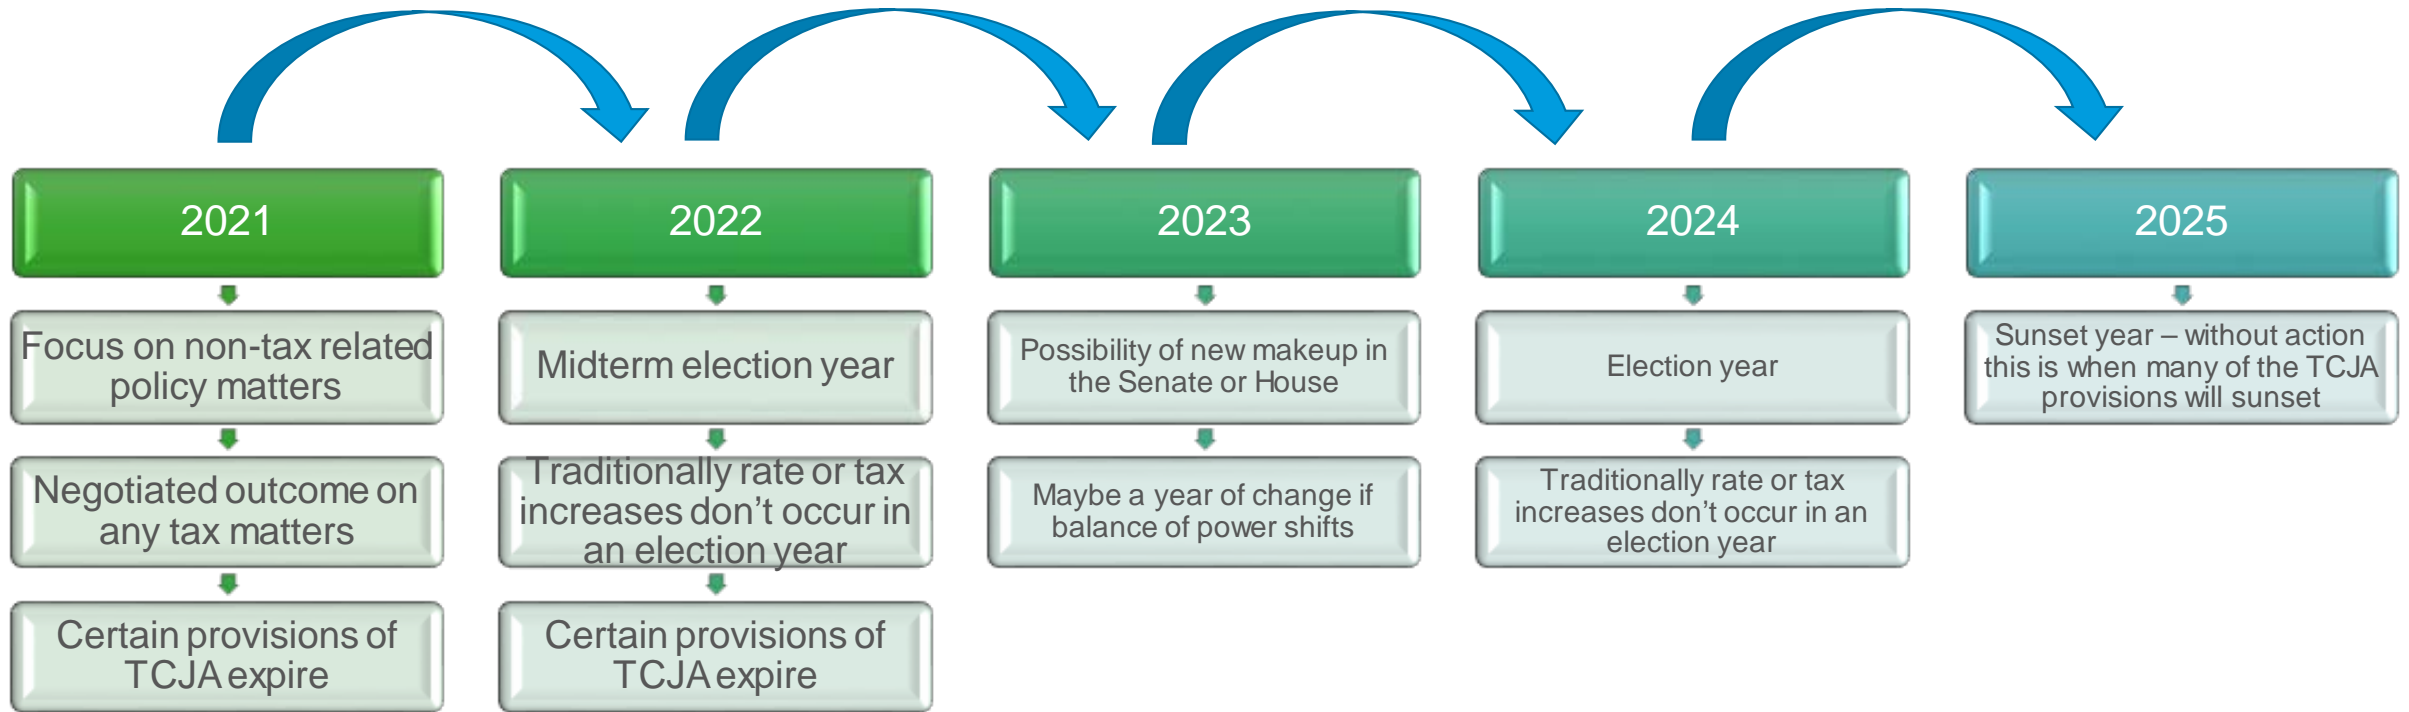 2021
Focus on non-tax related
policy matters
Negotiated outcome on
any tax matters
Certain provisions of
TCJA expire
2022
Midterm election year
Traditionally rate or tax
increases don’t occur in
an election year
Certain provisions of
TCJA expire
2023
Possibility of new makeup in
the Senate or House
Maybe a year of change if
balance of power shifts
2024
Election year
Traditionally rate or tax
increases don’t occur in an
election year
2025
Sunset year – without action
this is when many of the TCJA
provisions will sunset